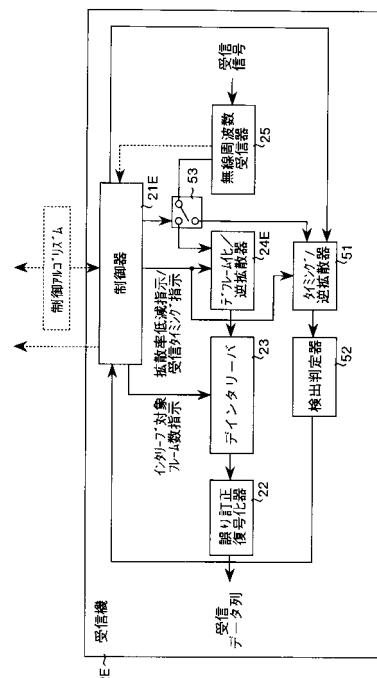 受信機
2E
制御アルゴリズム
制御器
21E
インタリーブ対象
フレーム数指示
拡散率低減指示/
受信タイミング指示
受信
データ列
誤り訂正
復号化器
22
デインタリーバ
23
デフレーム化/
逆拡散器
24E
53
無線周波数
受信器
25
受信
信号
検出判定器
52
タイミング/
逆拡散器
51